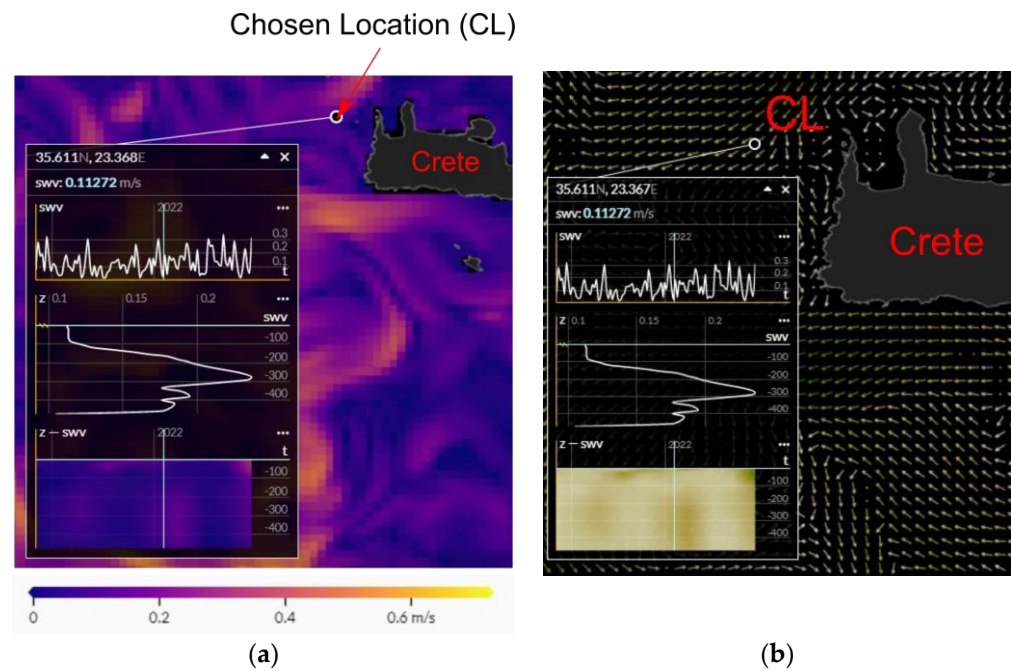 Chosen Location (CL)
Crete
35.611N, 23.368E
swv: 0.11272 m/s
swv
2022
0.3
0.2
0.1
t
z
0.1
0.15
0.2
swv
-100
-200
-300
-400
z — swv
2022
t
-100
-200
-300
-400
0
0.2
0.4
0.6 m/s
(a)
CL
Crete
35.611N, 23.367E
swv: 0.11272 m/s
swv
2022
0.3
0.2
0.1
t
z
0.1
0.15
0.2
swv
-100
-200
-300
-400
z — swv
2022
t
-100
-200
-300
-400
(b)